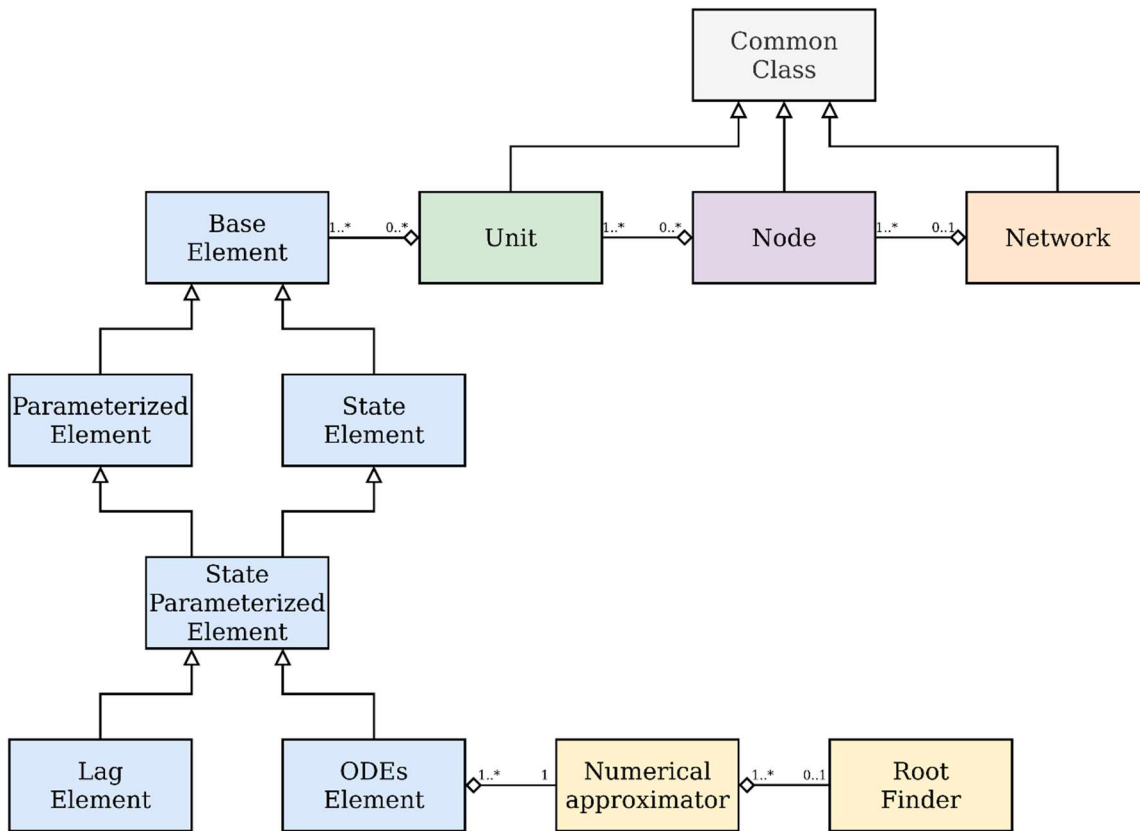 Common
Class
Base
Element
1..*
0..*
Unit
1..*
0..*
Node
1..*
0..1
Network
Parameterized
Element
State
Element
State
Parameterized
Element
Lag
Element
ODEs
Element
1..*
1
Numerical
approximator
1..*
0..1
Root
Finder